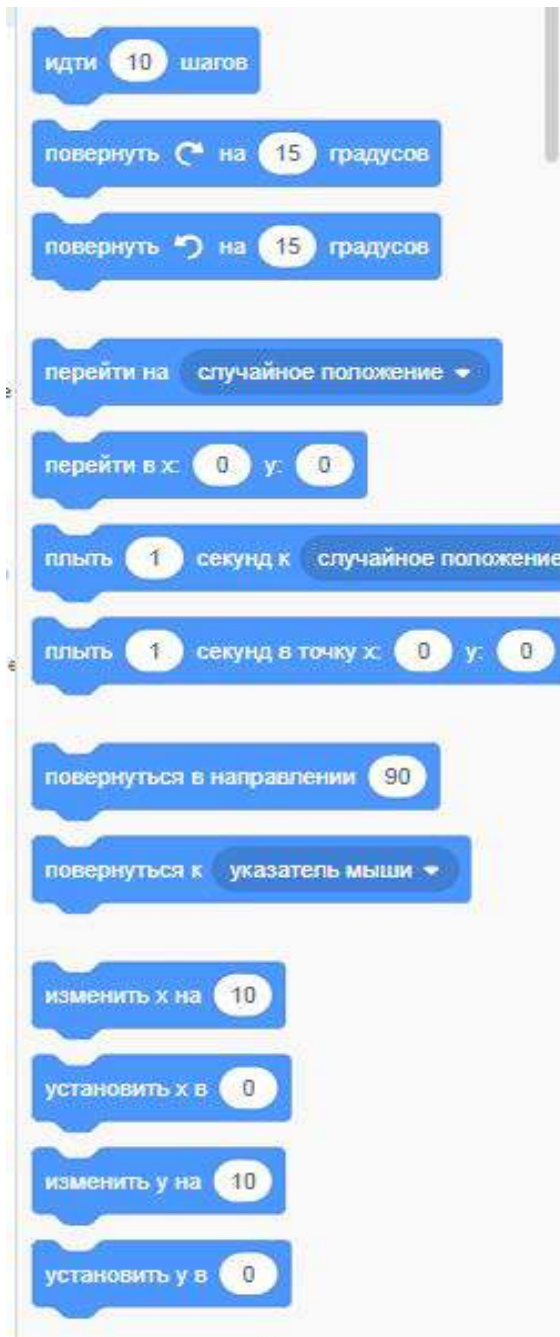 идти 10 шагов
повернуть на 15 градусов
повернуть на 15 градусов
перейти на случайное положение
перейти в x: 0 y: 0
плыть 1 секунд к случайное положение
плыть 1 секунд в точку x: 0 y: 0
повернуться в направлении 90
повернуться к указатель мыши
изменить x на 10
установить x в 0
изменить y на 10
установить y в 0